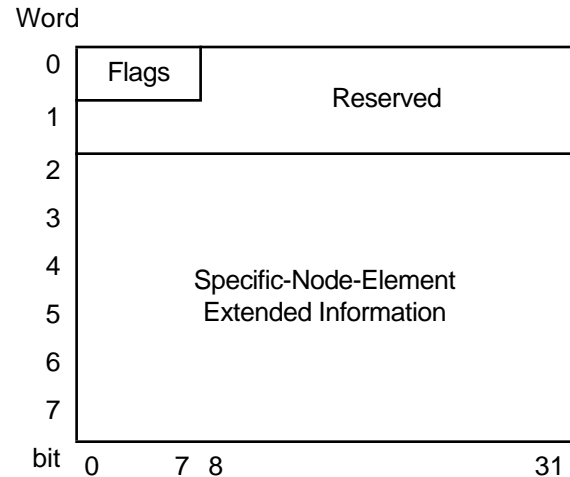 Word
0
Flags
Reserved
1
2
3
4
Specific-Node-Element
Extended Information
5
6
7
bit 0 7 8 31